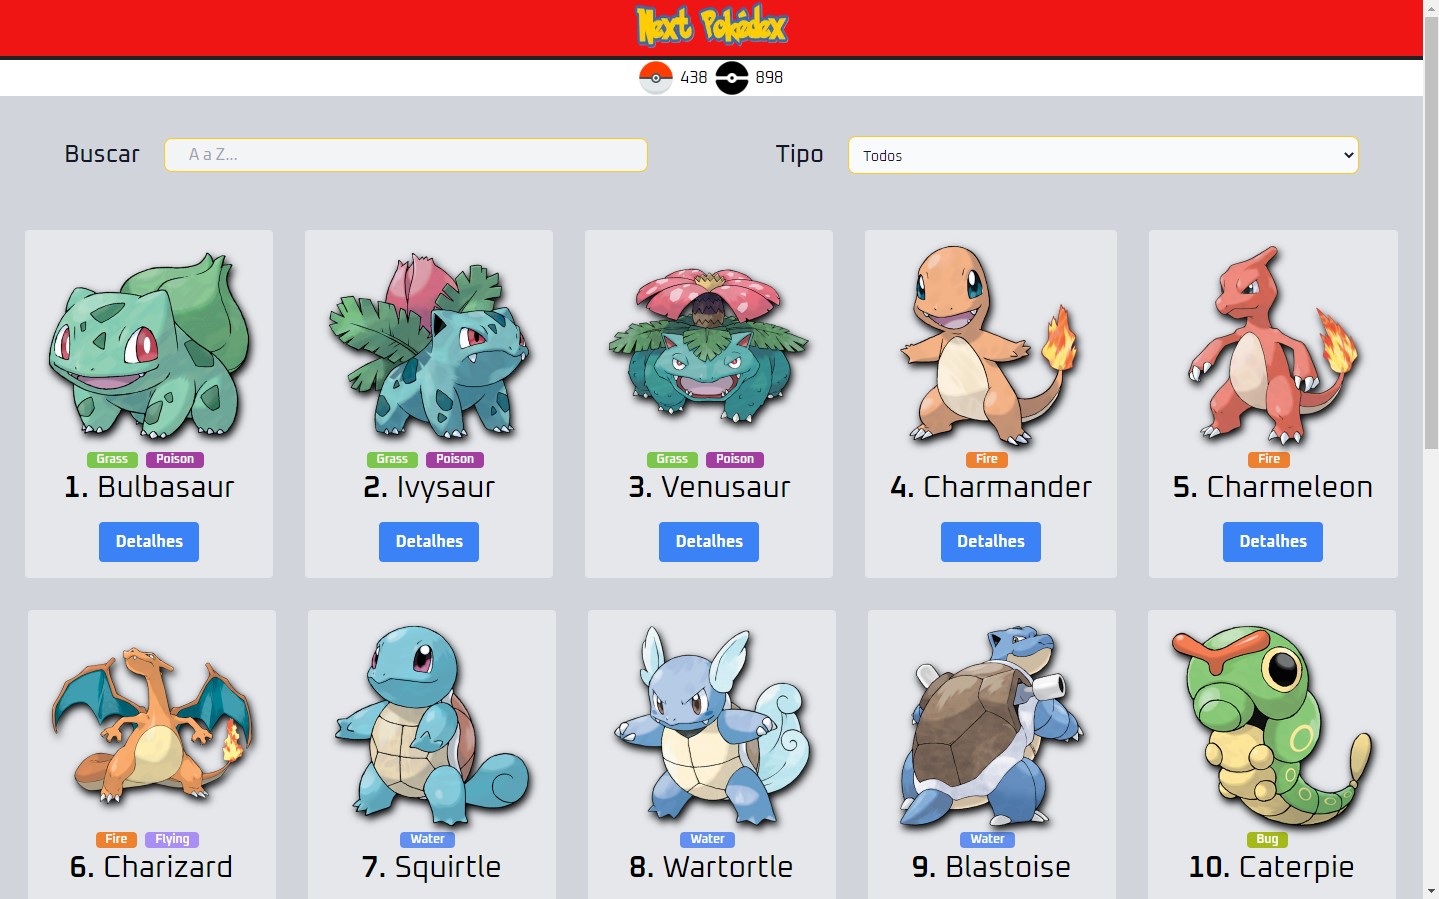 Next Pokédex
438 898
Buscar A a Z... Tipo Todos
Grass Poison Grass Poison Grass Poison Fire Fire
1. Bulbasaur 2. Ivysaur 3. Venusaur 4. Charmander 5. Charmeleon
Detalhes Detalhes Detalhes Detalhes Detalhes
Fire Flying Water Water Water Bug
6. Charizard 7. Squirtle 8. Wartortle 9. Blastoise 10. Caterpie